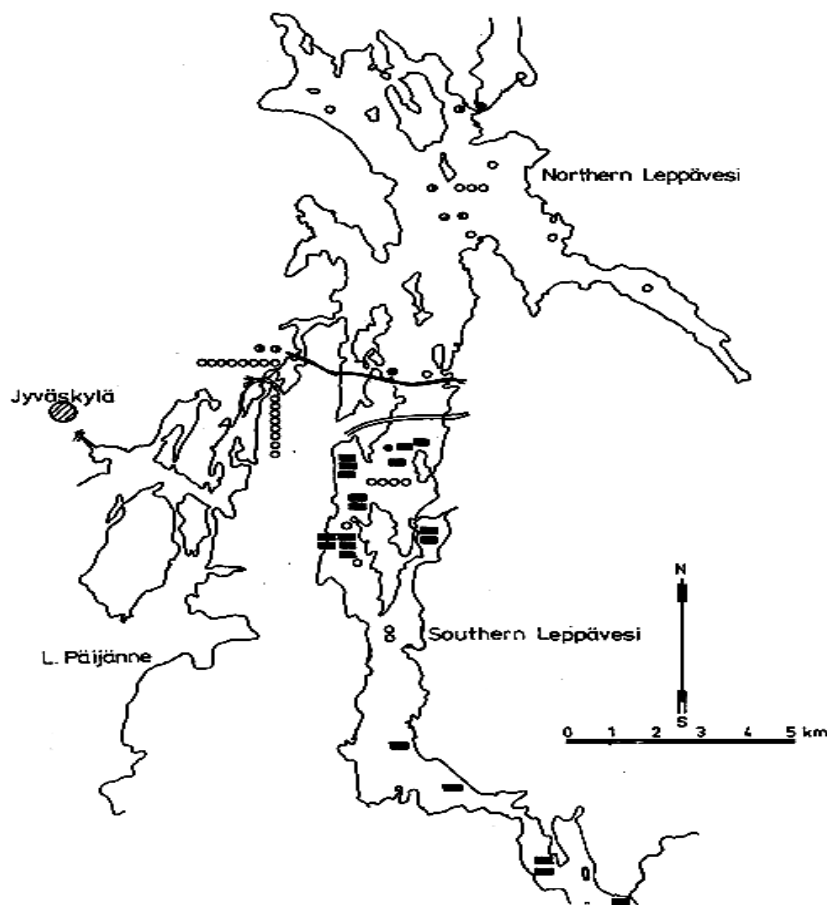 Northern Leppävesi
Jyväskylä
N
Southern Leppävesi
L. Päijänne
S
0 1 2 3 4 5 km